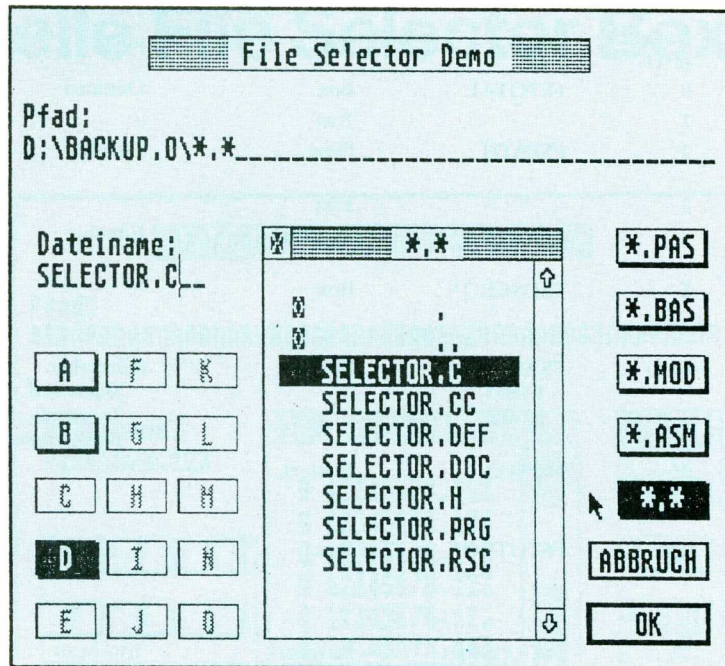 File Selector Demo
Pfad:
D:\BACKUP.O\*.*
Dateiname:
SELECTOR.C
*.*
.
..
SELECTOR.C
SELECTOR.CC
SELECTOR.DEF
SELECTOR.DOC
SELECTOR.H
SELECTOR.PRG
SELECTOR.RSC
A F K
B G L
C H M
D I N
E J O
*.PAS
*.BAS
*.MOD
*.ASM
*.*
ABBRUCH
OK